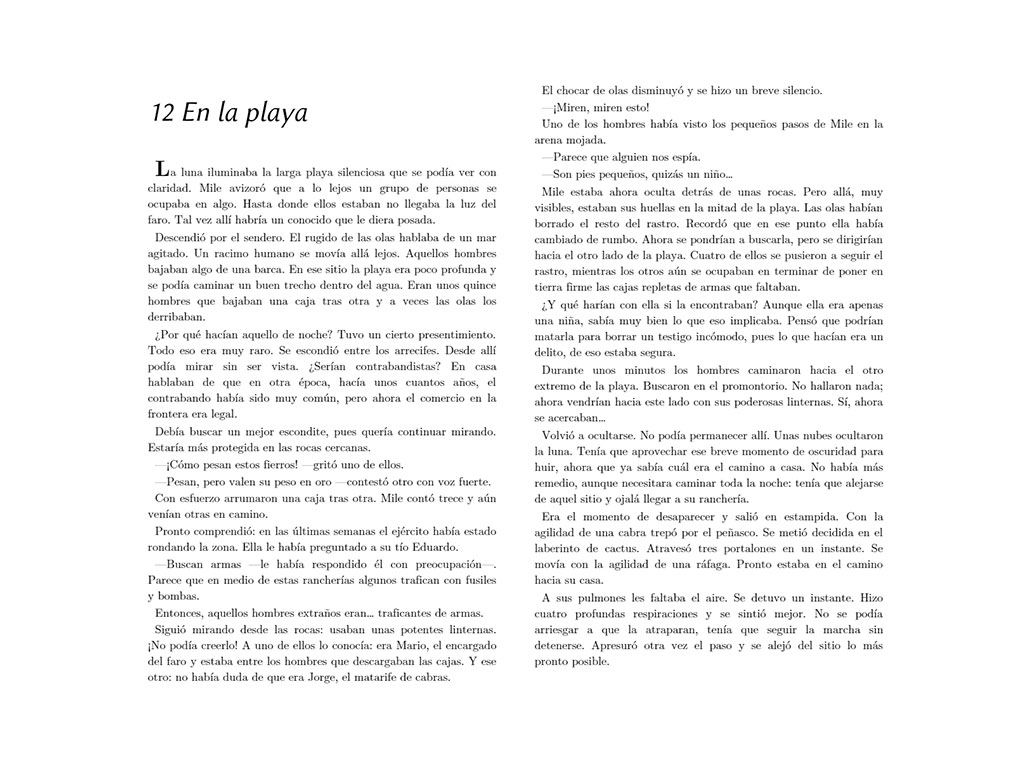 12 En la playa
La luna iluminaba la larga playa silenciosa que se podía ver con
claridad. Mile avizoró que a lo lejos un grupo de personas se
ocupaba en algo. Hasta donde ellos estaban no llegaba la luz del
faro. Tal vez allí habría un conocido que le diera posada.
Descendió por el sendero. El rugido de las olas hablaba de un mar
agitado. Un racimo humano se movía allá lejos. Aquellos hombres
bajaban algo de una barca. En ese sitio la playa era poco profunda y
se podía caminar un buen trecho dentro del agua. Eran unos quince
hombres que bajaban una caja tras otra y a veces las olas los
derribaban.
¿Por qué hacían aquello de noche? Tuvo un cierto presentimiento.
Todo eso era muy raro. Se escondió entre los arrecifes. Desde allí
podía mirar sin ser vista. ¿Serían contrabandistas? En casa
hablaban de que en otra época, hacía unos cuantos años, el
contrabando había sido muy común, pero ahora el comercio en la
frontera era legal.
Debía buscar un mejor escondite, pues quería continuar mirando.
Estaría más protegida en las rocas cercanas.
—¡Cómo pesan estos fierros! —gritó uno de ellos.
—Pesan, pero valen su peso en oro —contestó otro con voz fuerte.
Con esfuerzo arrumaron una caja tras otra. Mile contó trece y aún
venían otras en camino.
Pronto comprendió: en las últimas semanas el ejército había estado
rondando la zona. Ella le había preguntado a su tío Eduardo.
—Buscan armas —le había respondido él con preocupación—.
Parece que en medio de estas rancherías algunos trafican con fusiles
y bombas.
Entonces, aquellos hombres extraños eran… traficantes de armas.
Siguió mirando desde las rocas: usaban unas potentes linternas.
¡No podía creerlo! A uno de ellos lo conocía: era Mario, el encargado
del faro y estaba entre los hombres que descargaban las cajas. Y ese
otro: no había duda de que era Jorge, el matarife de cabras.
El chocar de olas disminuyó y se hizo un breve silencio.
—¡Miren, miren esto!
Uno de los hombres había visto los pequeños pasos de Mile en la
arena mojada.
—Parece que alguien nos espía.
—Son pies pequeños, quizás un niño…
Mile estaba ahora oculta detrás de unas rocas. Pero allá, muy
visibles, estaban sus huellas en la mitad de la playa. Las olas habían
borrado el resto del rastro. Recordó que en ese punto ella había
cambiado de rumbo. Ahora se pondrían a buscarla, pero se dirigirían
hacia el otro lado de la playa. Cuatro de ellos se pusieron a seguir el
rastro, mientras los otros aún se ocupaban en terminar de poner en
tierra firme las cajas repletas de armas que faltaban.
¿Y qué harían con ella si la encontraban? Aunque ella era apenas
una niña, sabía muy bien lo que eso implicaba. Pensó que podrían
matarla para borrar un testigo incómodo, pues lo que hacían era un
delito, de eso estaba segura.
Durante unos minutos los hombres caminaron hacia el otro
extremo de la playa. Buscaron en el promontorio. No hallaron nada;
ahora vendrían hacia este lado con sus poderosas linternas. Sí, ahora
se acercaban…
Volvió a ocultarse. No podía permanecer allí. Unas nubes ocultaron
la luna. Tenía que aprovechar ese breve momento de oscuridad para
huir, ahora que ya sabía cuál era el camino a casa. No había más
remedio, aunque necesitara caminar toda la noche: tenía que alejarse
de aquel sitio y ojalá llegar a su ranchería.
Era el momento de desaparecer y salió en estampida. Con la
agilidad de una cabra trepó por el peñasco. Se metió decidida en el
laberinto de cactus. Atravesó tres portalones en un instante. Se
movía con la agilidad de una ráfaga. Pronto estaba en el camino
hacia su casa.
A sus pulmones les faltaba el aire. Se detuvo un instante. Hizo
cuatro profundas respiraciones y se sintió mejor. No se podía
arriesgar a que la atraparan, tenía que seguir la marcha sin
detenerse. Apresuró otra vez el paso y se alejó del sitio lo más
pronto posible.